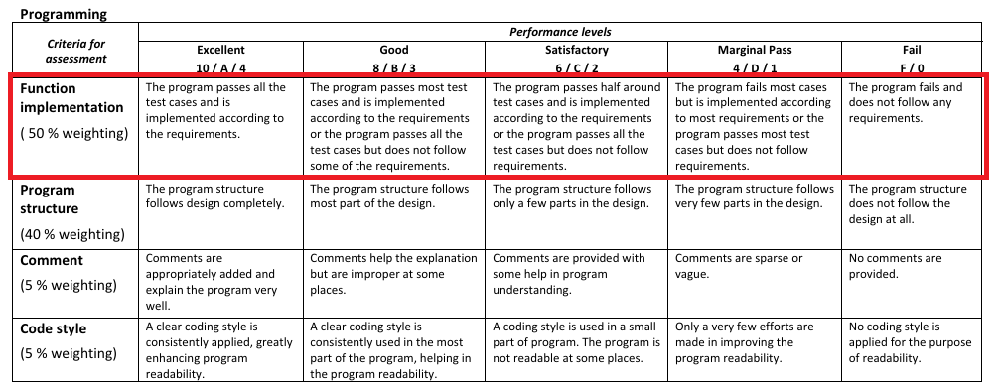 Programming
Criteria for
assessment
Performance levels
Excellent
10 / A / 4
Good
8 / B / 3
Satisfactory
6 / C / 2
Marginal Pass
4 / D / 1
Fail
F / 0
Function
implementation
( 50 % weighting)
The program passes all the
test cases and is
implemented according to
the requirements.
The program passes most test
cases and is implemented
according to the requirements
or the program passes all the
test cases but does not follow
some of the requirements.
The program passes half around
test cases and is implemented
according to the requirements
or the program passes all the
test cases but does not follow
requirements.
The program fails most cases
but is implemented according
to most requirements or the
program passes most test
cases but does not follow
requirements.
The program fails and
does not follow any
requirements.
Program
structure
(40 % weighting)
The program structure
follows design completely.
The program structure follows
most part of the design.
The program structure follows
only a few parts in the design.
The program structure follows
very few parts in the design.
The program structure
does not follow the
design at all.
Comment
(5 % weighting)
Comments are
appropriately added and
explain the program very
well.
Comments help the explanation
but are improper at some
places.
Comments are provided with
some help in program
understanding.
Comments are sparse or
vague.
No comments are
provided.
Code style
(5 % weighting)
A clear coding style is
consistently applied, greatly
enhancing program
readability.
A clear coding style is
consistently used in the most
part of the program, helping in
the program readability.
A coding style is used in a small
part of program. The program is
not readable at some places.
Only a very few efforts are
made in improving the
program readability.
No coding style is
applied for the purpose
of readability.